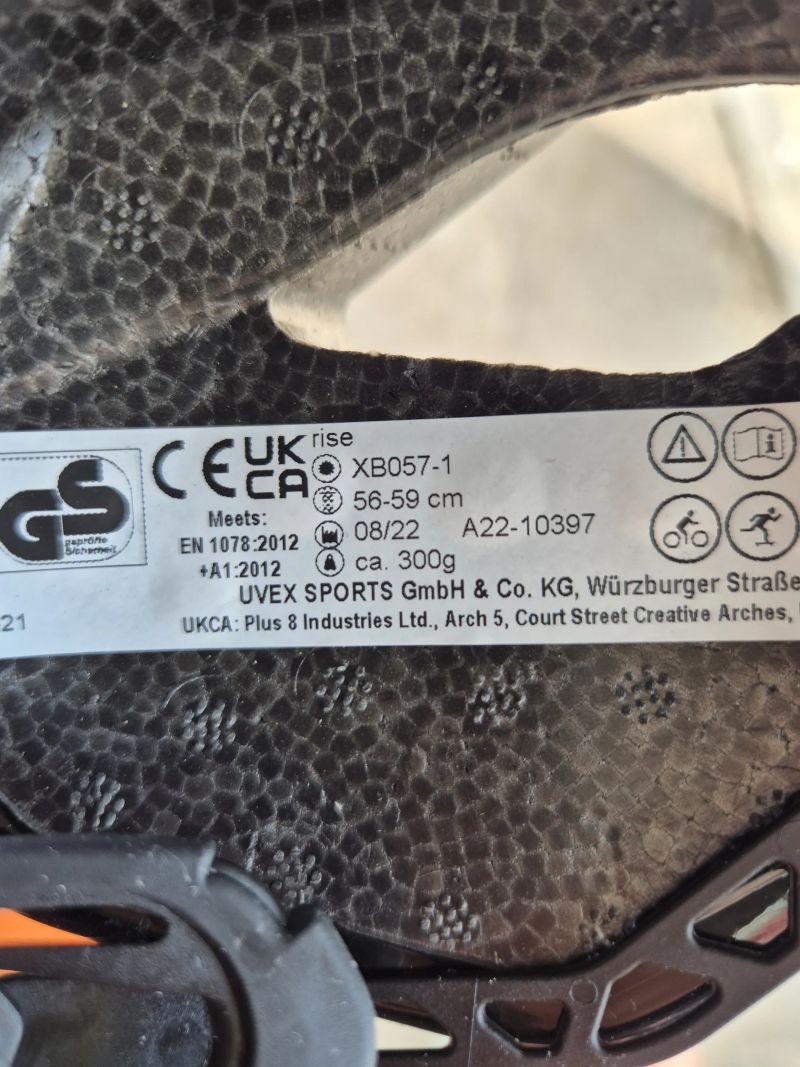 GS
geprüfte
Sicherheit
CE UK
CA
rise
XB057-1
56-59 cm
Meets:
EN 1078:2012
+A1:2012
08/22 A22-10397
ca. 300g
UVEX SPORTS GmbH & Co. KG, Würzburger Straße
21 UKCA: Plus 8 Industries Ltd., Arch 5, Court Street Creative Arches,